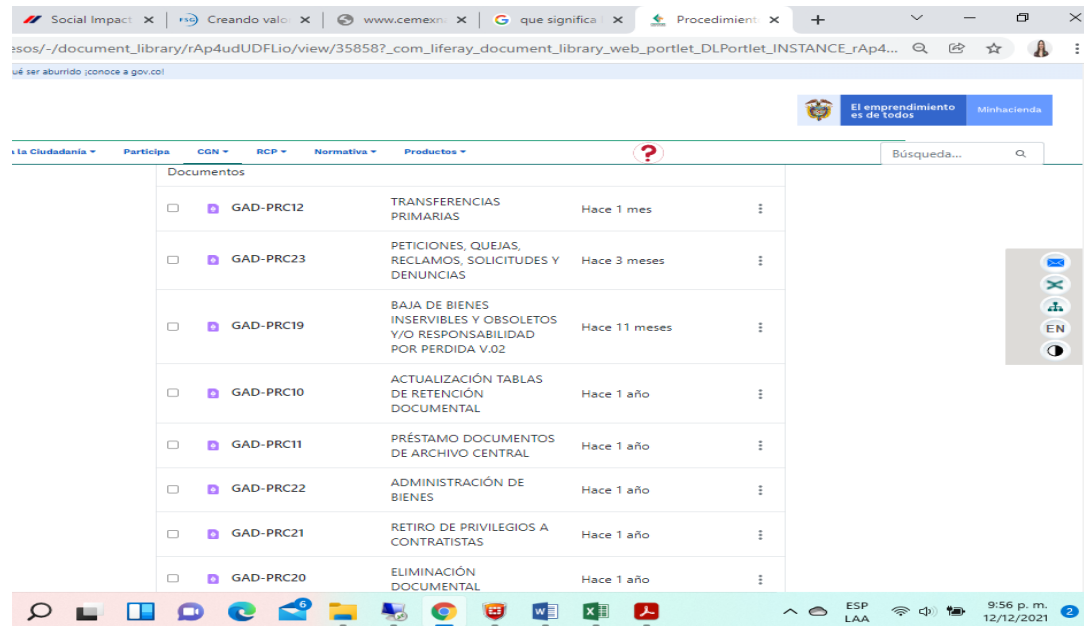 Social Impact
Creando valo
www.cemexn
que significa
Procedimient
esos/-/document_library/rAp4udUDFLio/view/35858?_com_liferay_document_library_web_portlet_DLPortlet_INSTANCE_rAp4...
ué ser aburrido ¡conoce a gov.co!
El emprendimiento
es de todos
Minhacienda
a la Ciudadanía
Participa
CGN
RCP
Normativa
Productos
?
Búsqueda...
Documentos
GAD-PRC12
TRANSFERENCIAS
PRIMARIAS
Hace 1 mes
GAD-PRC23
PETICIONES, QUEJAS,
RECLAMOS, SOLICITUDES Y
DENUNCIAS
Hace 3 meses
GAD-PRC19
BAJA DE BIENES
INSERVIBLES Y OBSOLETOS
Y/O RESPONSABILIDAD
POR PERDIDA V.02
Hace 11 meses
GAD-PRC10
ACTUALIZACIÓN TABLAS
DE RETENCIÓN
DOCUMENTAL
Hace 1 año
GAD-PRC11
PRÉSTAMO DOCUMENTOS
DE ARCHIVO CENTRAL
Hace 1 año
GAD-PRC22
ADMINISTRACIÓN DE
BIENES
Hace 1 año
GAD-PRC21
RETIRO DE PRIVILEGIOS A
CONTRATISTAS
Hace 1 año
GAD-PRC20
ELIMINACIÓN
DOCUMENTAL
Hace 1 año
EN
6
ESP
LAA
9:56 p. m.
12/12/2021
2